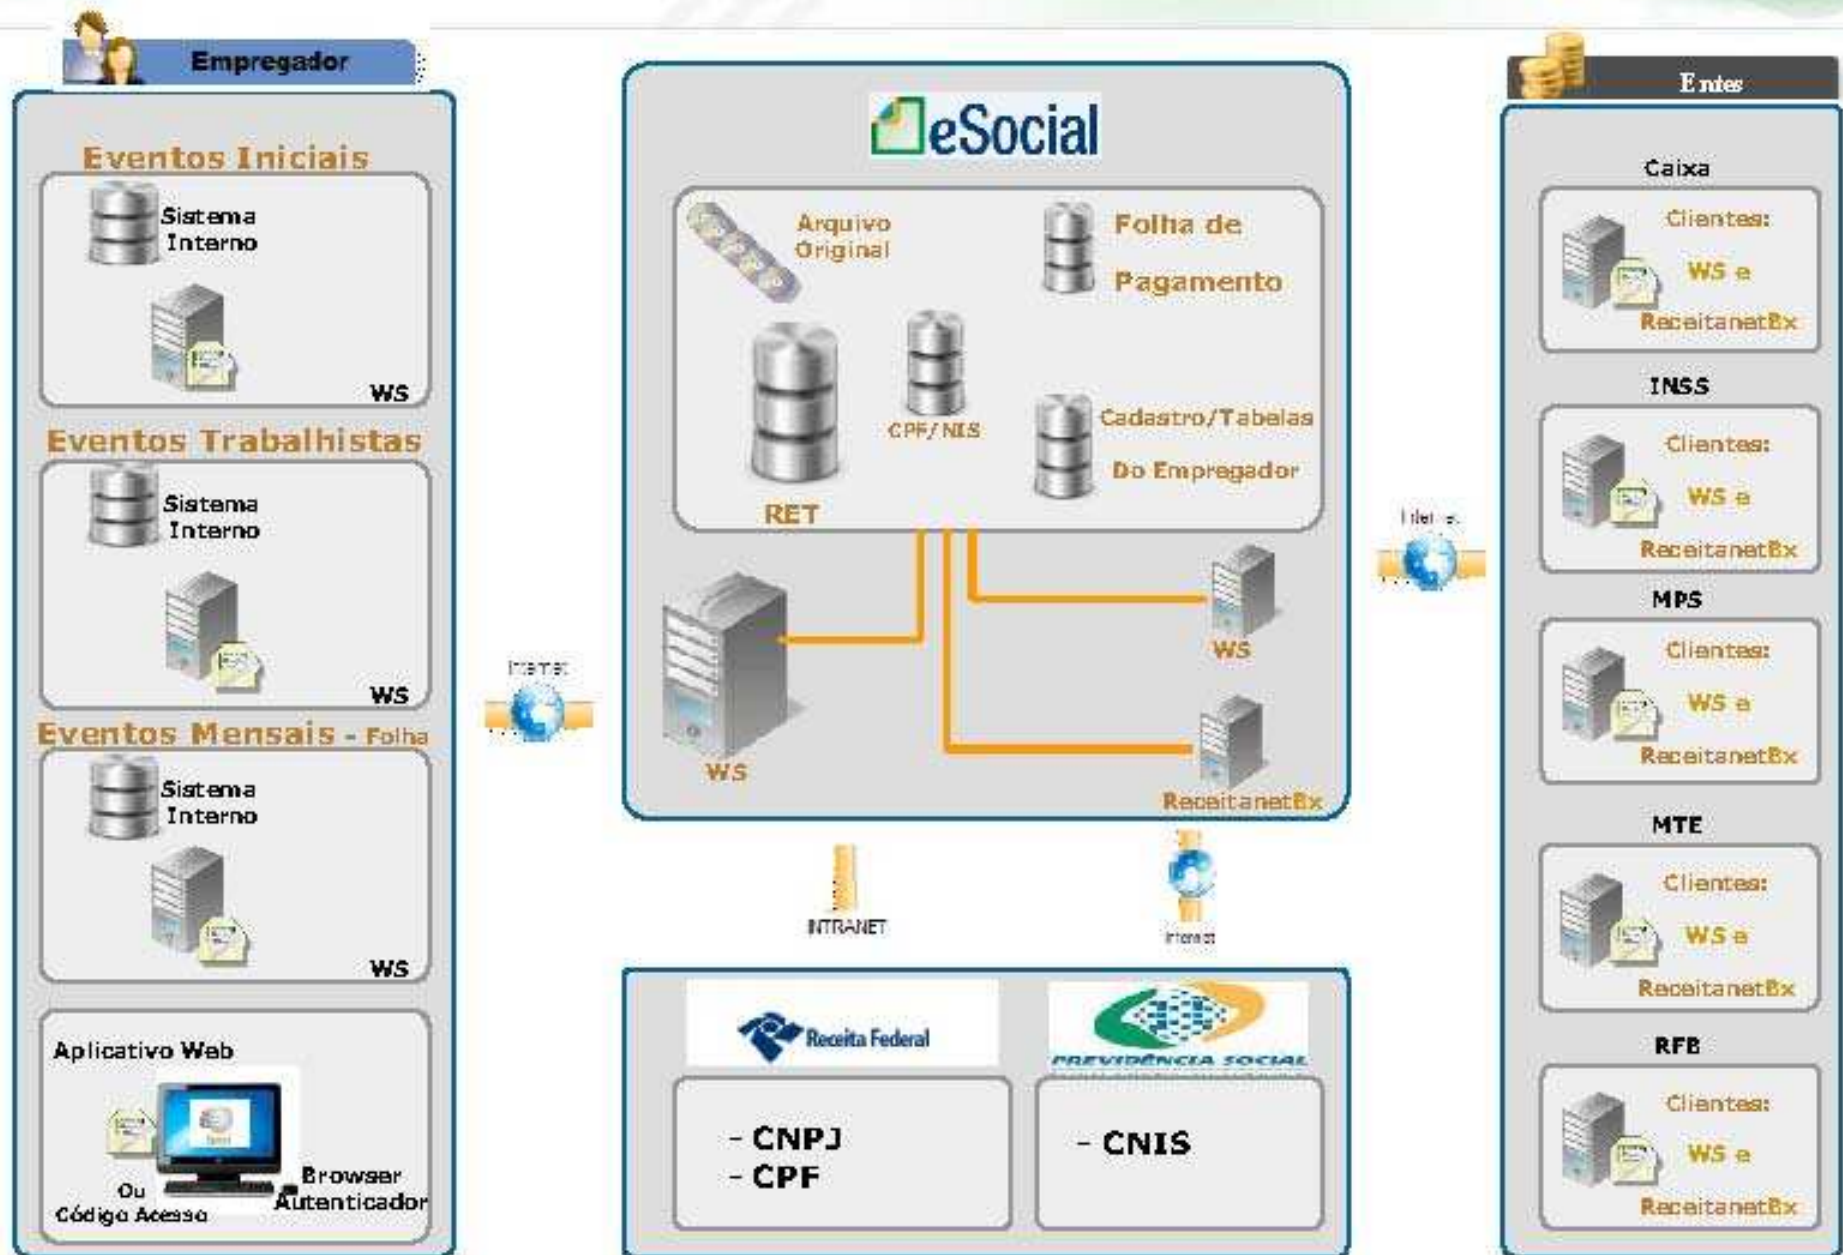 Empregador
Eventos Iniciais
Sistema
Interno
WS
Eventos Trabalhistas
Sistema
Interno
WS
Eventos Mensais - Folha
Sistema
Interno
WS
Aplicativo Web
Ou
Código Acesso
Browser
Autenticador
Internet
eSocial
Arquivo
Original
Folha de
Pagamento
RET
CPF/NIS
Cadastro/Tabelas
Do Empregador
WS
WS
ReceitanetBx
INTRANET
Internet
Receita Federal
- CNPJ
- CPF
PREVIDÊNCIA SOCIAL
- CNIS
Internet
Entes
Caixa
Clientes:
WS e
ReceitanetBx
INSS
Clientes:
WS e
ReceitanetBx
MPS
Clientes:
WS e
ReceitanetBx
MTE
Clientes:
WS e
ReceitanetBx
RFB
Clientes:
WS e
ReceitanetBx